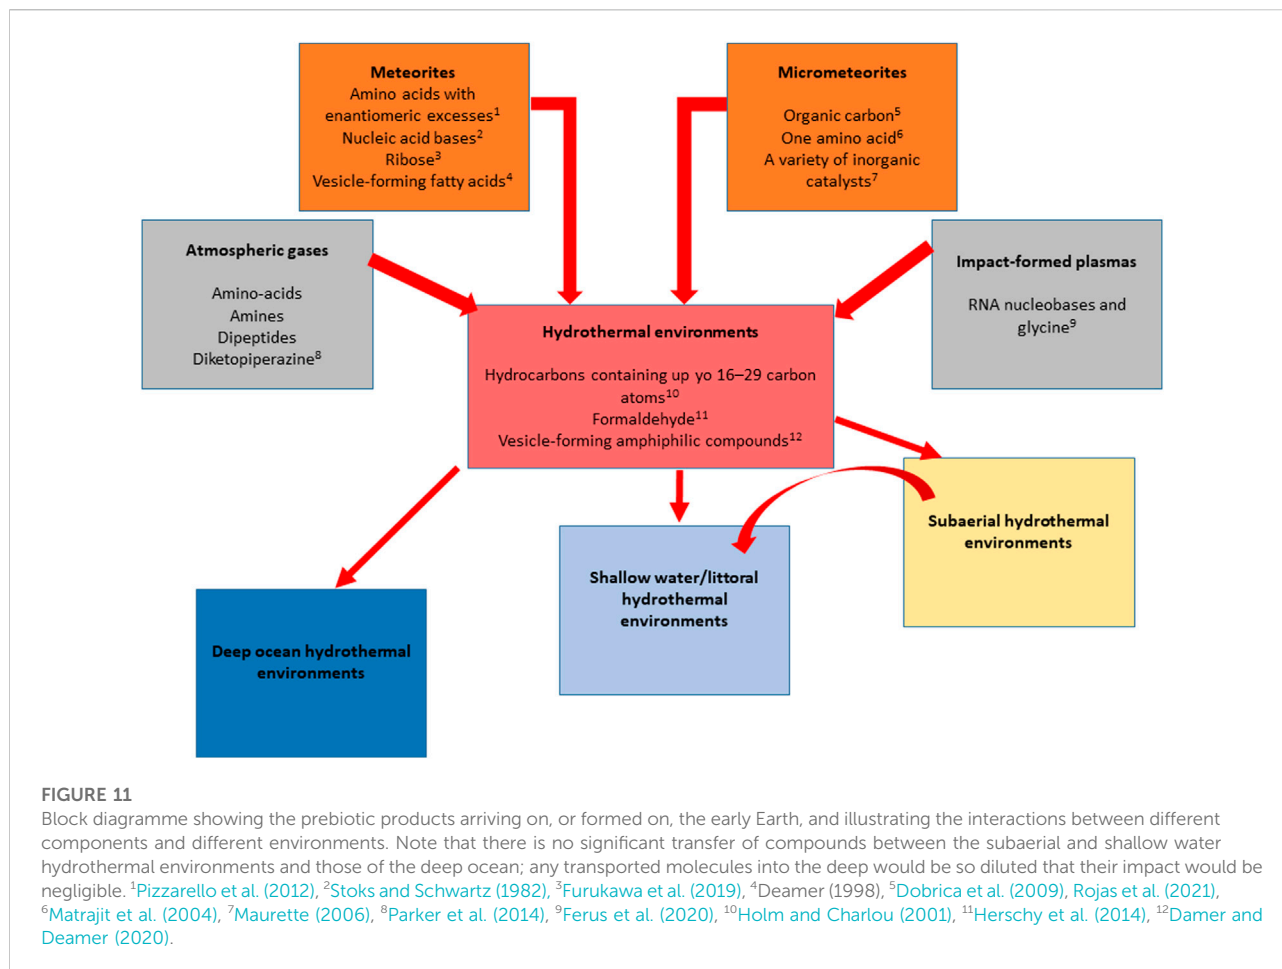 Meteorites
Amino acids with
enantiomeric excesses1
Nucleic acid bases2
Ribose3
Vesicle-forming fatty acids4
Micrometeorites
Organic carbon5
One amino acid6
A variety of inorganic
catalysts7
Atmospheric gases
Amino-acids
Amines
Dipeptides
Diketopiperazine8
Impact-formed plasmas
RNA nucleobases and
glycine9
Hydrothermal environments
Hydrocarbons containing up yo 16–29 carbon
atoms10
Formaldehyde11
Vesicle-forming amphiphilic compounds12
Subaerial hydrothermal
environments
Shallow water/littoral
hydrothermal
environments
Deep ocean hydrothermal
environments
FIGURE 11
Block diagramme showing the prebiotic products arriving on, or formed on, the early Earth, and illustrating the interactions between different
components and different environments. Note that there is no significant transfer of compounds between the subaerial and shallow water
hydrothermal environments and those of the deep ocean; any transported molecules into the deep would be so diluted that their impact would be
negligible. 1Pizzarello et al. (2012), 2Stoks and Schwartz (1982), 3Furukawa et al. (2019), 4Deamer (1998), 5Dobrica et al. (2009), Rojas et al. (2021),
6Matrajit et al. (2004), 7Maurette (2006), 8Parker et al. (2014), 9Ferus et al. (2020), 10Holm and Charlou (2001), 11Herschy et al. (2014), 12Damer and
Deamer (2020).